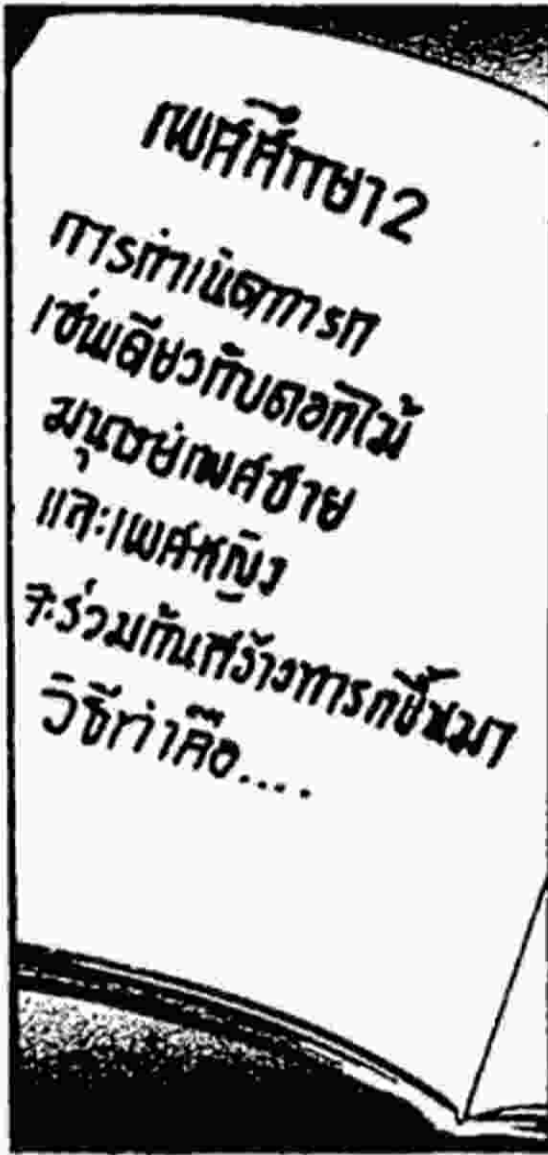 เพศศึกษา 2
การกำเนิดทารก
เช่นเดียวกับดอกไม้
มนุษย์เพศชาย
และเพศหญิง
จะร่วมกันสร้างทารกขึ้นมา
วิธีทำคือ....